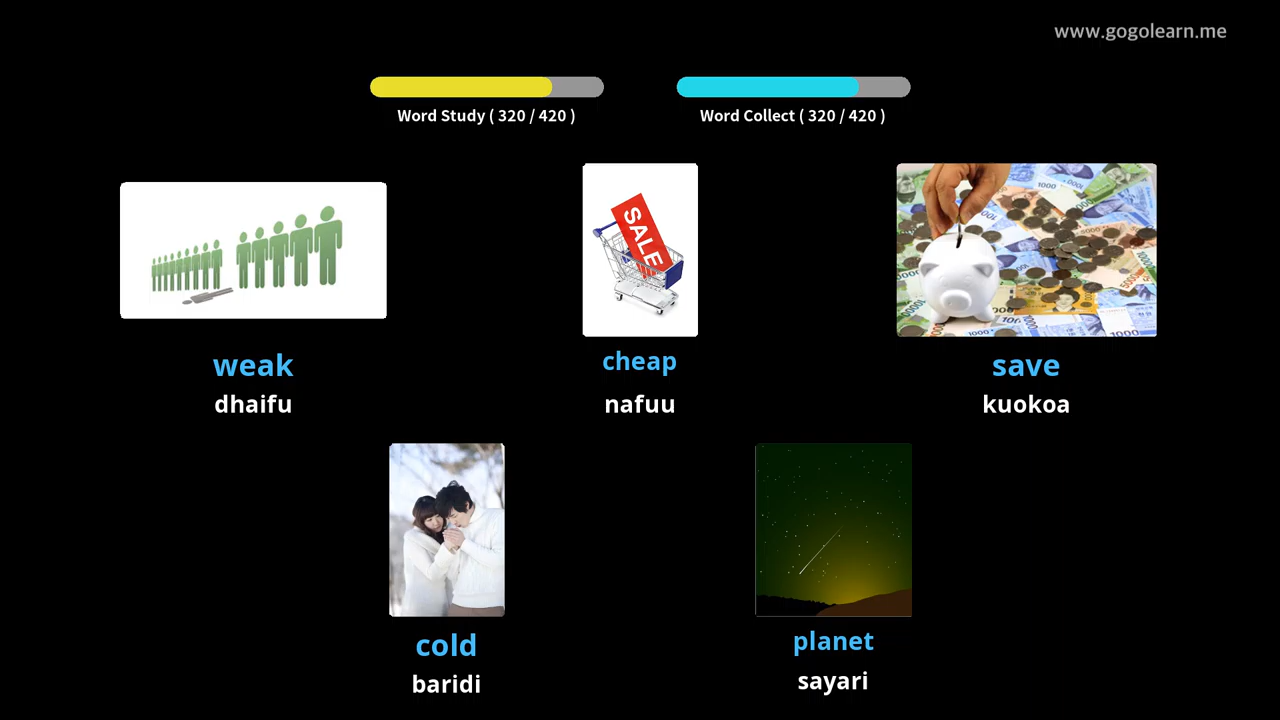 www.gogolearn.me
Word Study ( 320 / 420 )
Word Collect ( 320 / 420 )
SALE
weak
dhaifu
cheap
nafuu
save
kuokoa
cold
baridi
planet
sayari